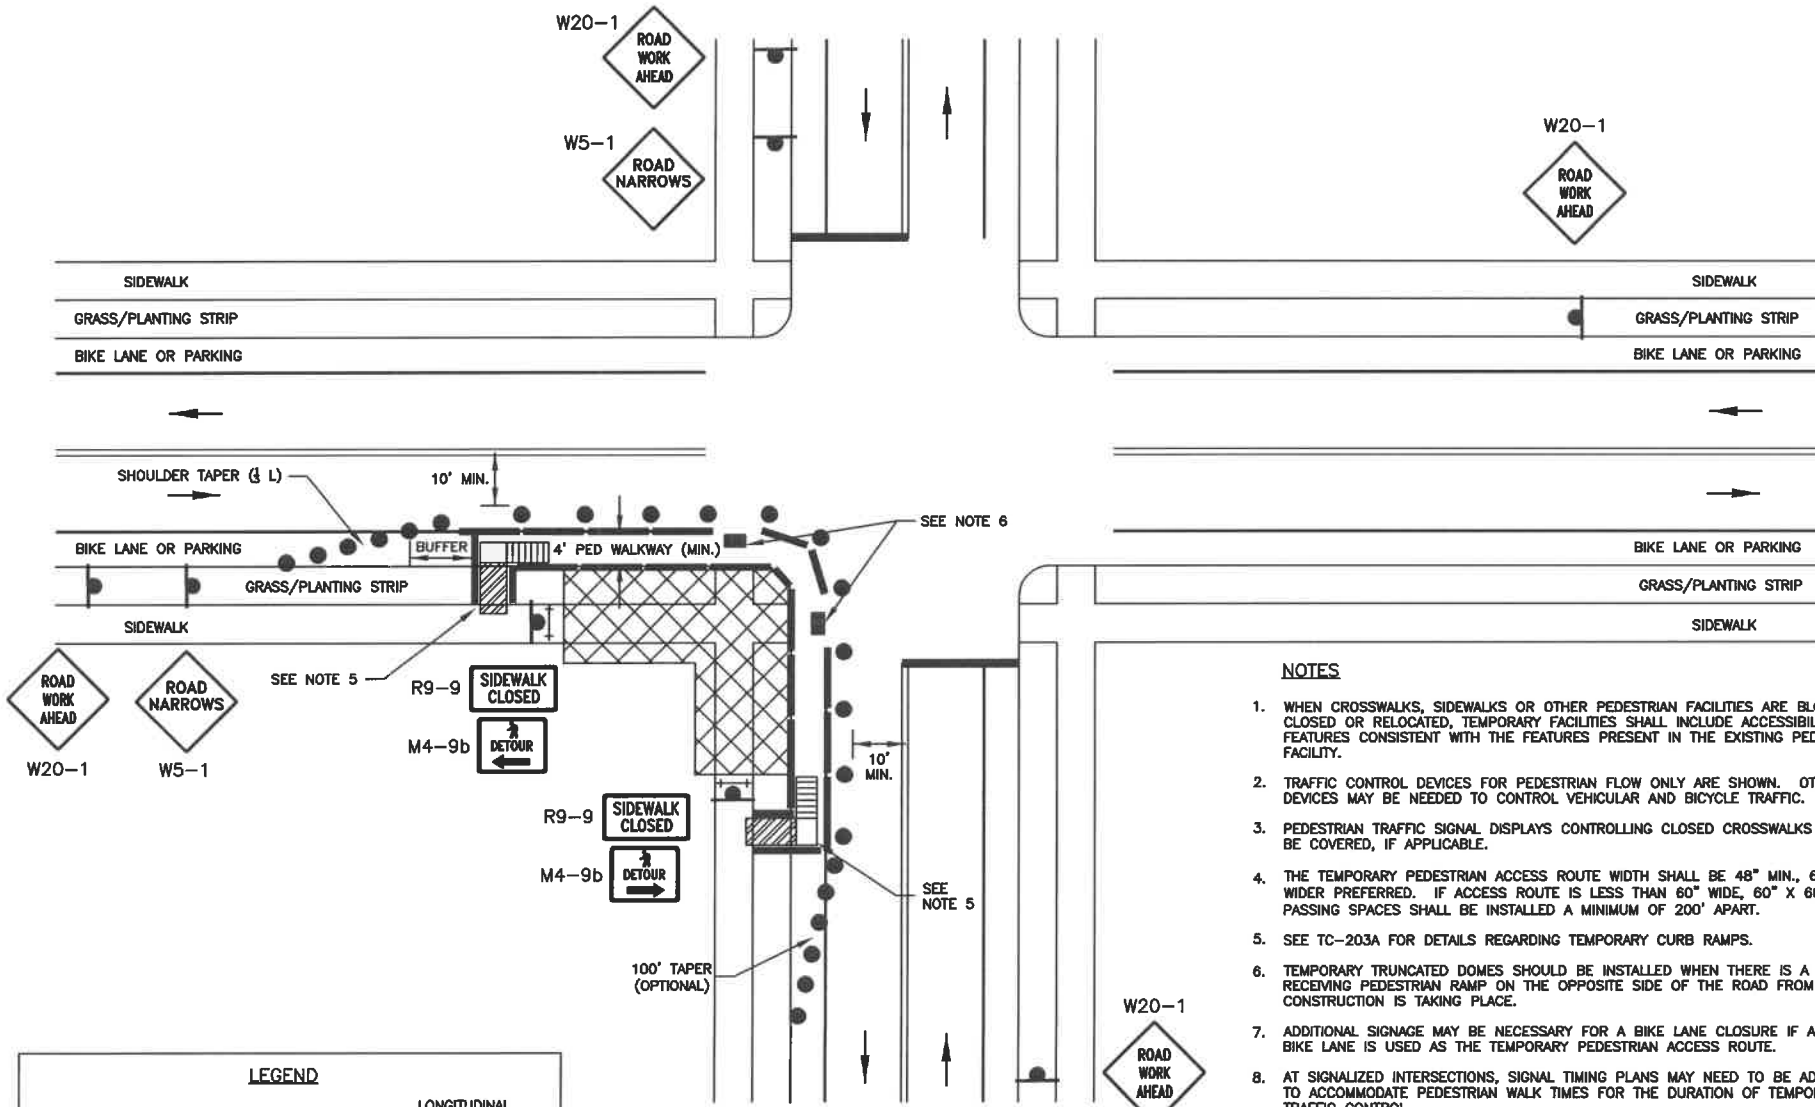 W20-1
ROAD
WORK
AHEAD
W5-1
ROAD
NARROWS
W20-1
ROAD
WORK
AHEAD
SIDEWALK
GRASS/PLANTING STRIP
BIKE LANE OR PARKING
SIDEWALK
GRASS/PLANTING STRIP
BIKE LANE OR PARKING
SHOULDER TAPER ( L)
10' MIN.
SEE NOTE 6
BIKE LANE OR PARKING
BUFFER
4' PED WALKWAY (MIN.)
GRASS/PLANTING STRIP
SIDEWALK
BIKE LANE OR PARKING
GRASS/PLANTING STRIP
SIDEWALK
ROAD
WORK
AHEAD
W20-1
ROAD
NARROWS
W5-1
SEE NOTE 5
R9-9
SIDEWALK
CLOSED
M4-9b
DETOUR
10'
MIN.
R9-9
SIDEWALK
CLOSED
M4-9b
DETOUR
SEE
NOTE 5
100' TAPER
(OPTIONAL)
W20-1
ROAD
WORK
AHEAD
LEGEND
LONGITUDINAL
NOTES
1. WHEN CROSSWALKS, SIDEWALKS OR OTHER PEDESTRIAN FACILITIES ARE
CLOSED OR RELOCATED, TEMPORARY FACILITIES SHALL INCLUDE
FEATURES CONSISTENT WITH THE FEATURES PRESENT IN THE EXISTING
FACILITY.
2. TRAFFIC CONTROL DEVICES FOR PEDESTRIAN FLOW ONLY ARE SHOWN.
DEVICES MAY BE NEEDED TO CONTROL VEHICULAR AND BICYCLE TRAFFIC.
3. PEDESTRIAN TRAFFIC SIGNAL DISPLAYS CONTROLLING CLOSED CROSSWALKS
BE COVERED, IF APPLICABLE.
4. THE TEMPORARY PEDESTRIAN ACCESS ROUTE WIDTH SHALL BE 48" MIN.,
WIDER PREFERRED. IF ACCESS ROUTE IS LESS THAN 60" WIDE, 60" X
PASSING SPACES SHALL BE INSTALLED A MINIMUM OF 200' APART.
5. SEE TC-203A FOR DETAILS REGARDING TEMPORARY CURB RAMPS.
6. TEMPORARY TRUNCATED DOMES SHOULD BE INSTALLED WHEN THERE IS A
RECEIVING PEDESTRIAN RAMP ON THE OPPOSITE SIDE OF THE ROAD FROM
CONSTRUCTION IS TAKING PLACE.
7. ADDITIONAL SIGNAGE MAY BE NECESSARY FOR A BIKE LANE CLOSURE IF A
BIKE LANE IS USED AS THE TEMPORARY PEDESTRIAN ACCESS ROUTE.
8. AT SIGNALIZED INTERSECTIONS, SIGNAL TIMING PLANS MAY NEED TO BE
TO ACCOMMODATE PEDESTRIAN WALK TIMES FOR THE DURATION OF
TRAFFIC CONTROL